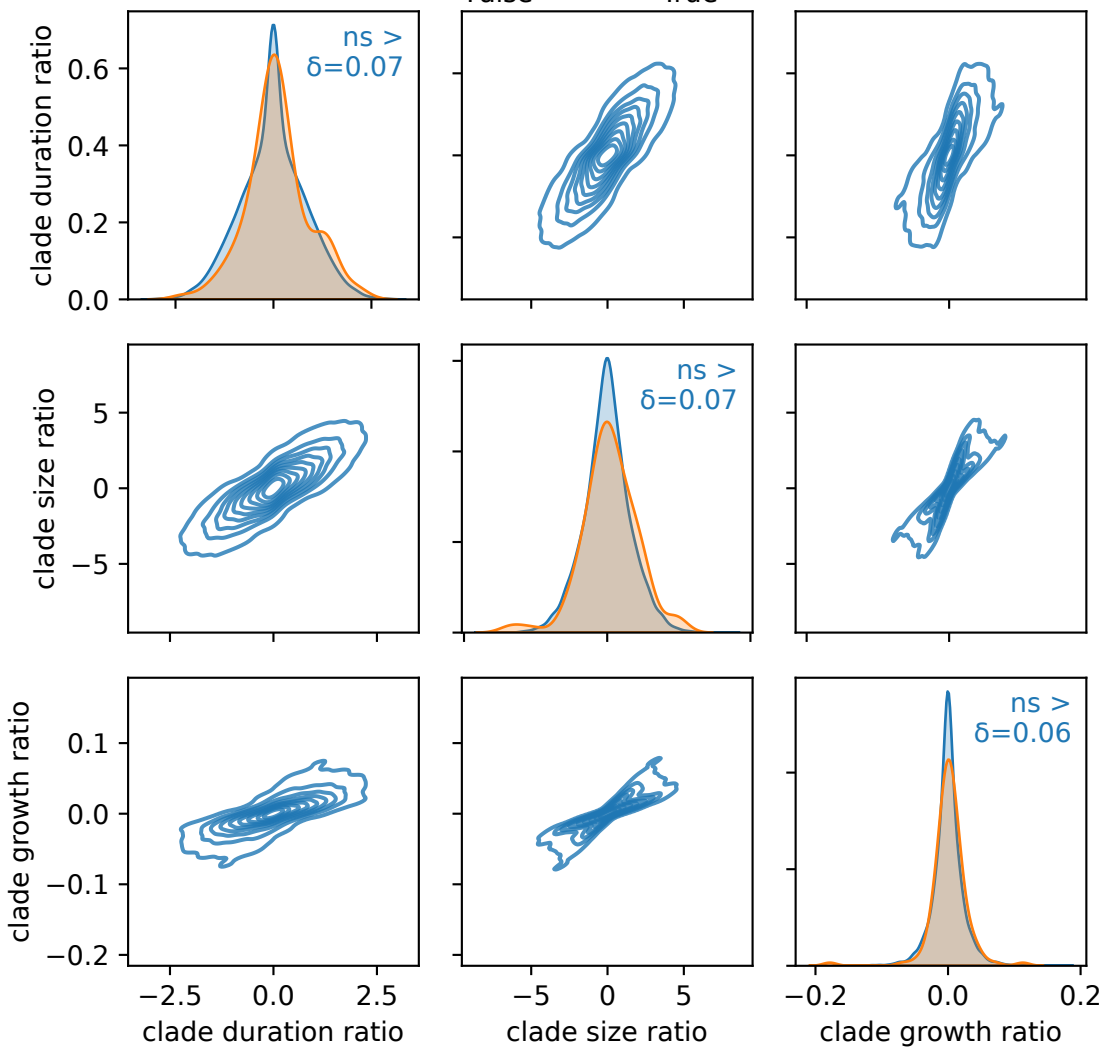 clade duration ratio
0.6
0.4
0.2
0.0
ns >
δ=0.07
clade size ratio
5
0
−5
ns >
δ=0.07
clade growth ratio
0.1
0.0
−0.1
−0.2
ns >
δ=0.06
−2.5 0.0 2.5
−5 0 5
−0.2 0.0 0.2
clade duration ratio
clade size ratio
clade growth ratio